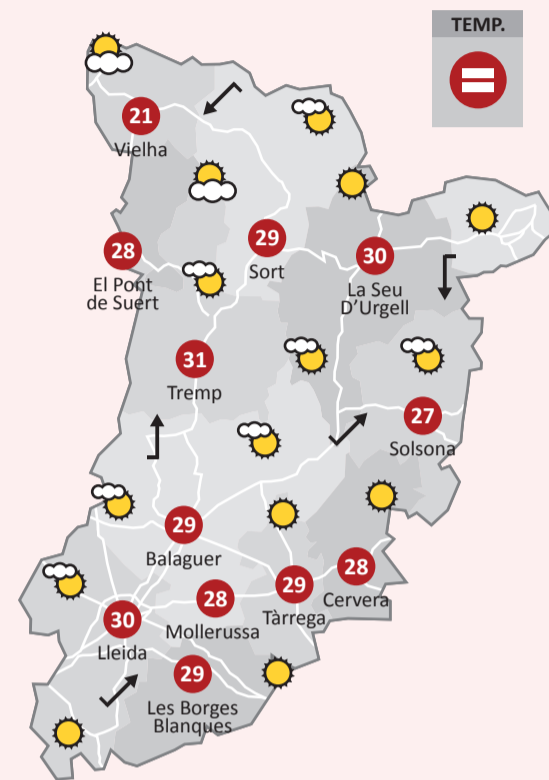 TEMP.
=
21
Vielha
28
El Pont
de Suert
29
Sort
30
La Seu
D'Urgell
31
Tremp
27
Solsona
29
Balaguer
28
Mollerussa
29
Tàrrega
28
Cervera
30
Lleida
29
Les Borges
Blanques